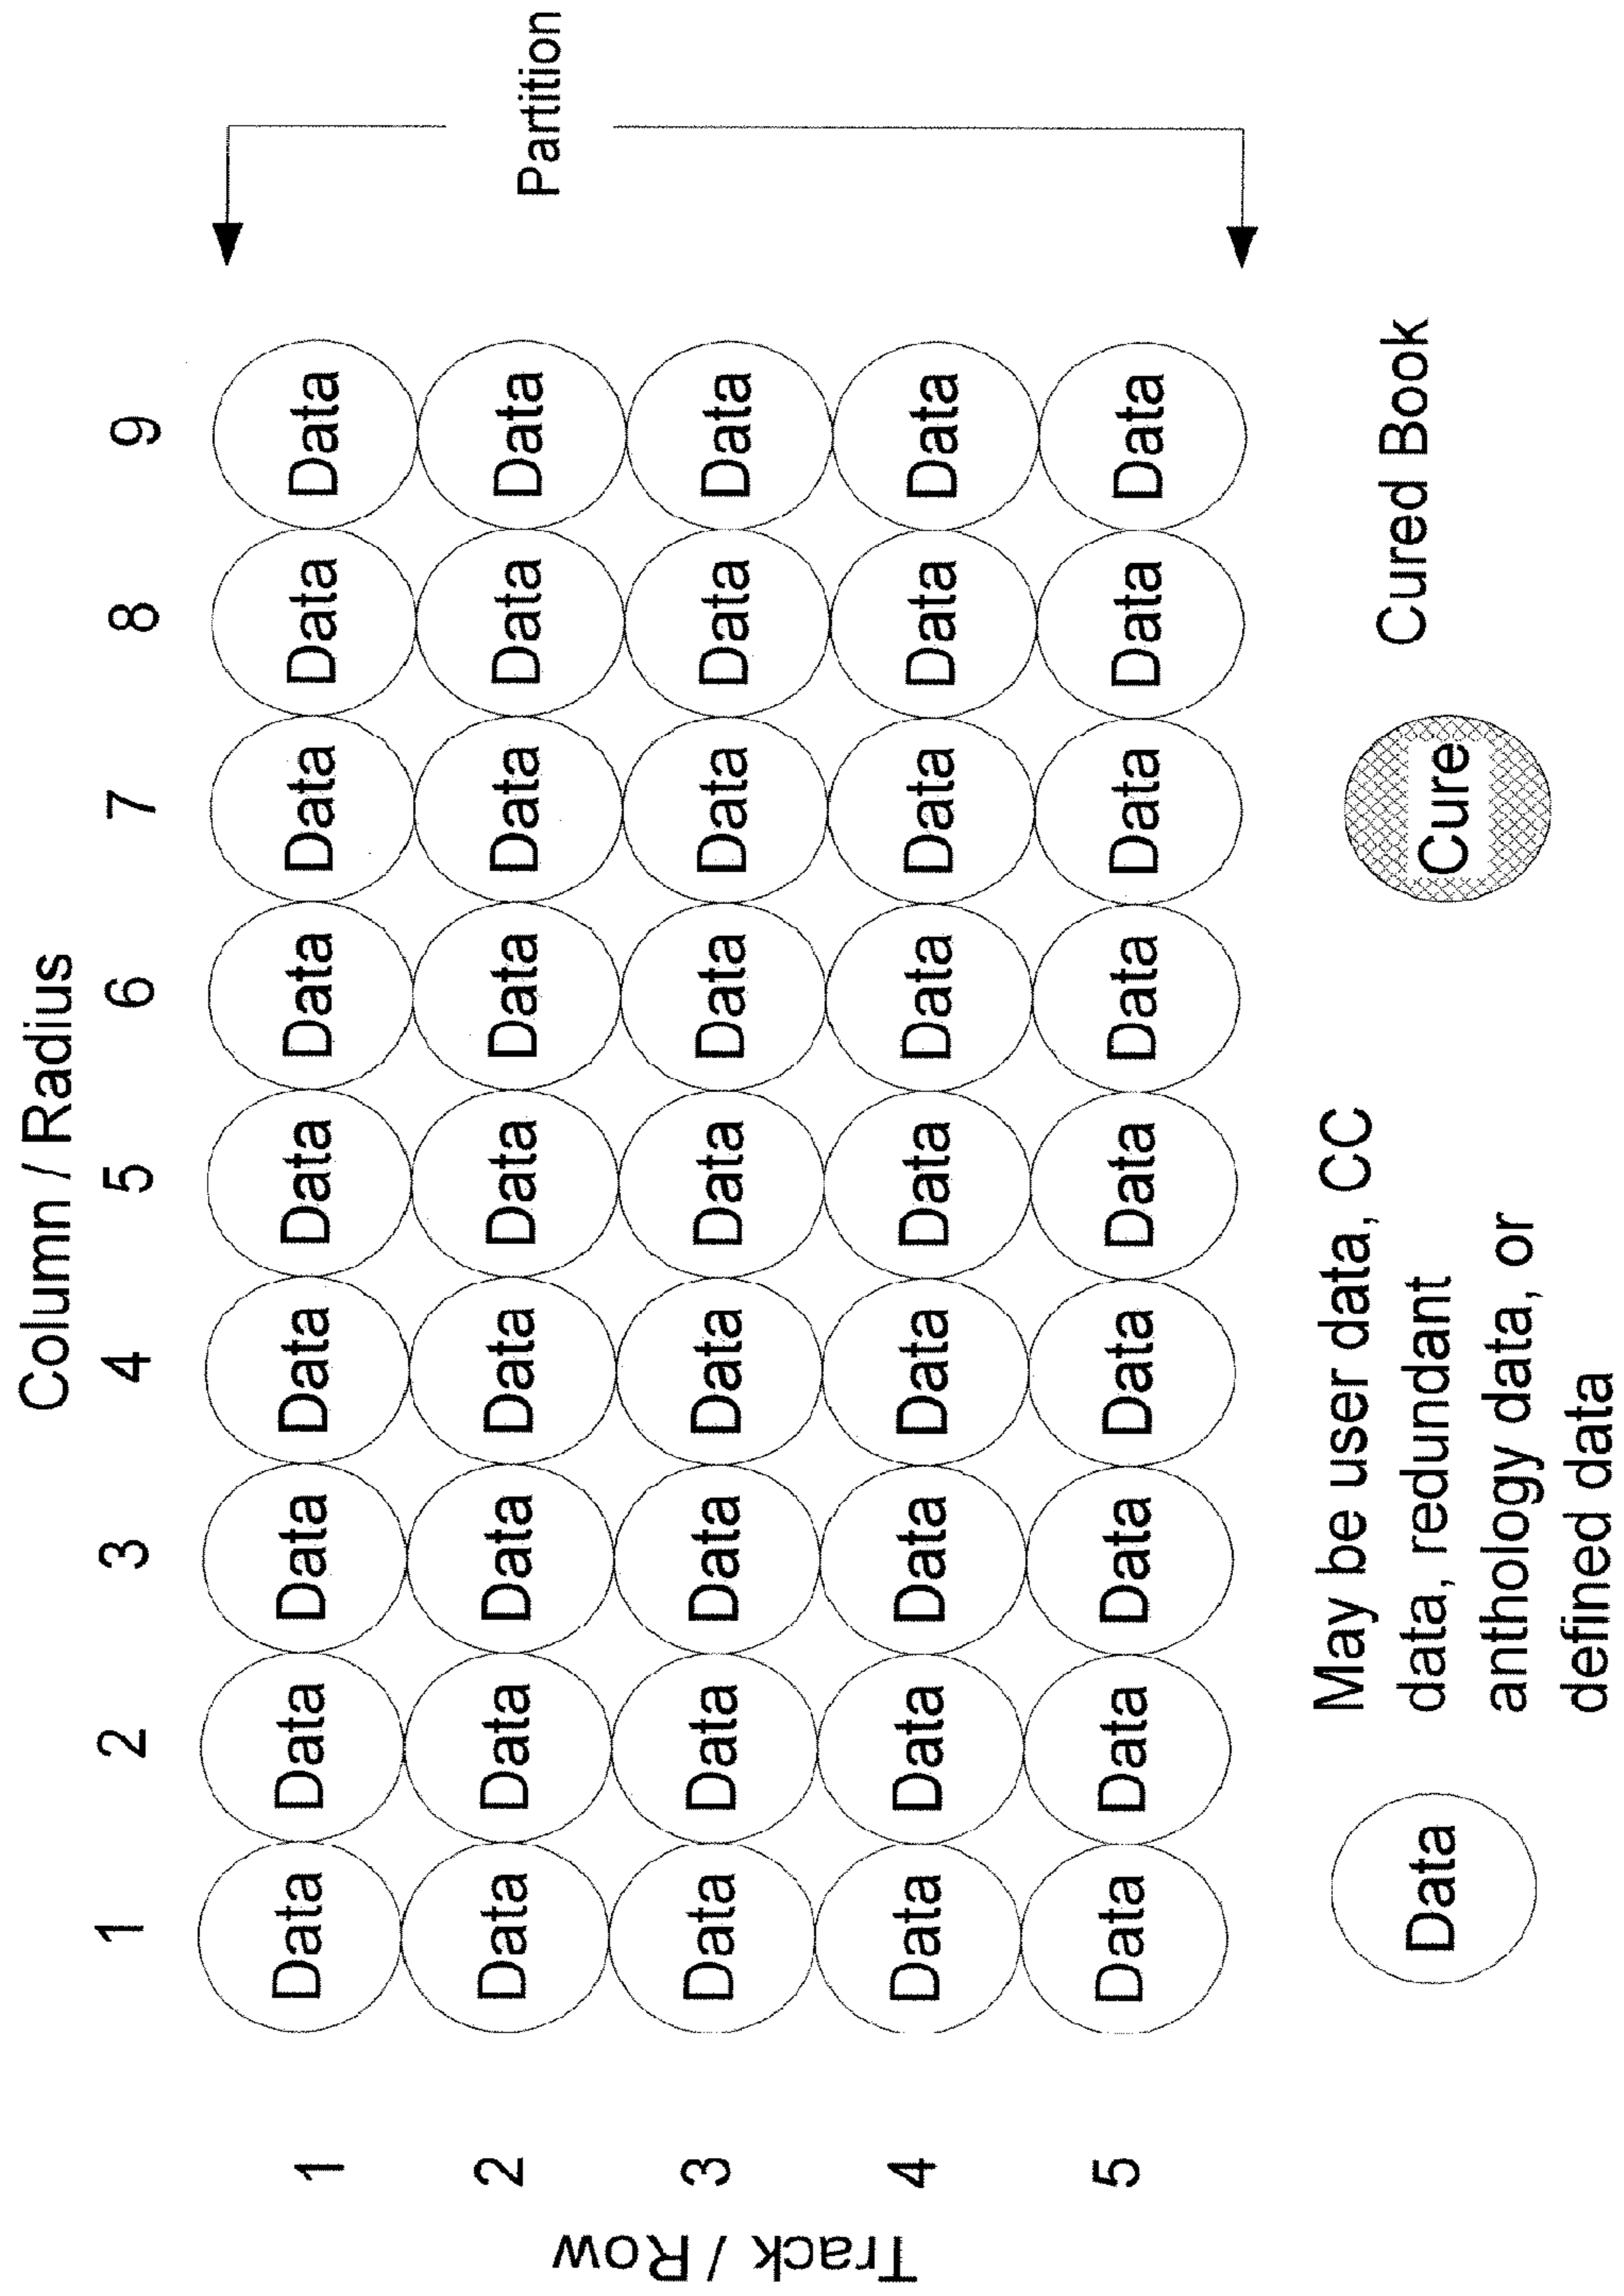 Column / Radius
1 2 3 4 5 6 7 8 9
Track / Row
1 Data Data Data Data Data Data Data Data Data
2 Data Data Data Data Data Data Data Data Data
3 Data Data Data Data Data Data Data Data Data
4 Data Data Data Data Data Data Data Data Data
5 Data Data Data Data Data Data Data Data Data
Partition
Data
May be user data, CC
data, redundant
anthology data, or
defined data
Cure
Cured Book